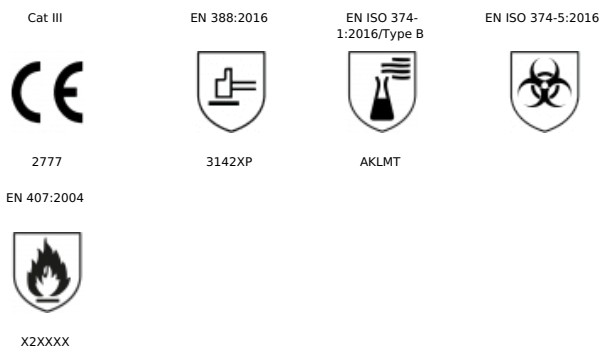 Cat III
EN 388:2016
EN ISO 374-
1:2016/Type B
EN ISO 374-5:2016
CE
2777
3142XP
AKLMT
EN 407:2004
X2XXXX